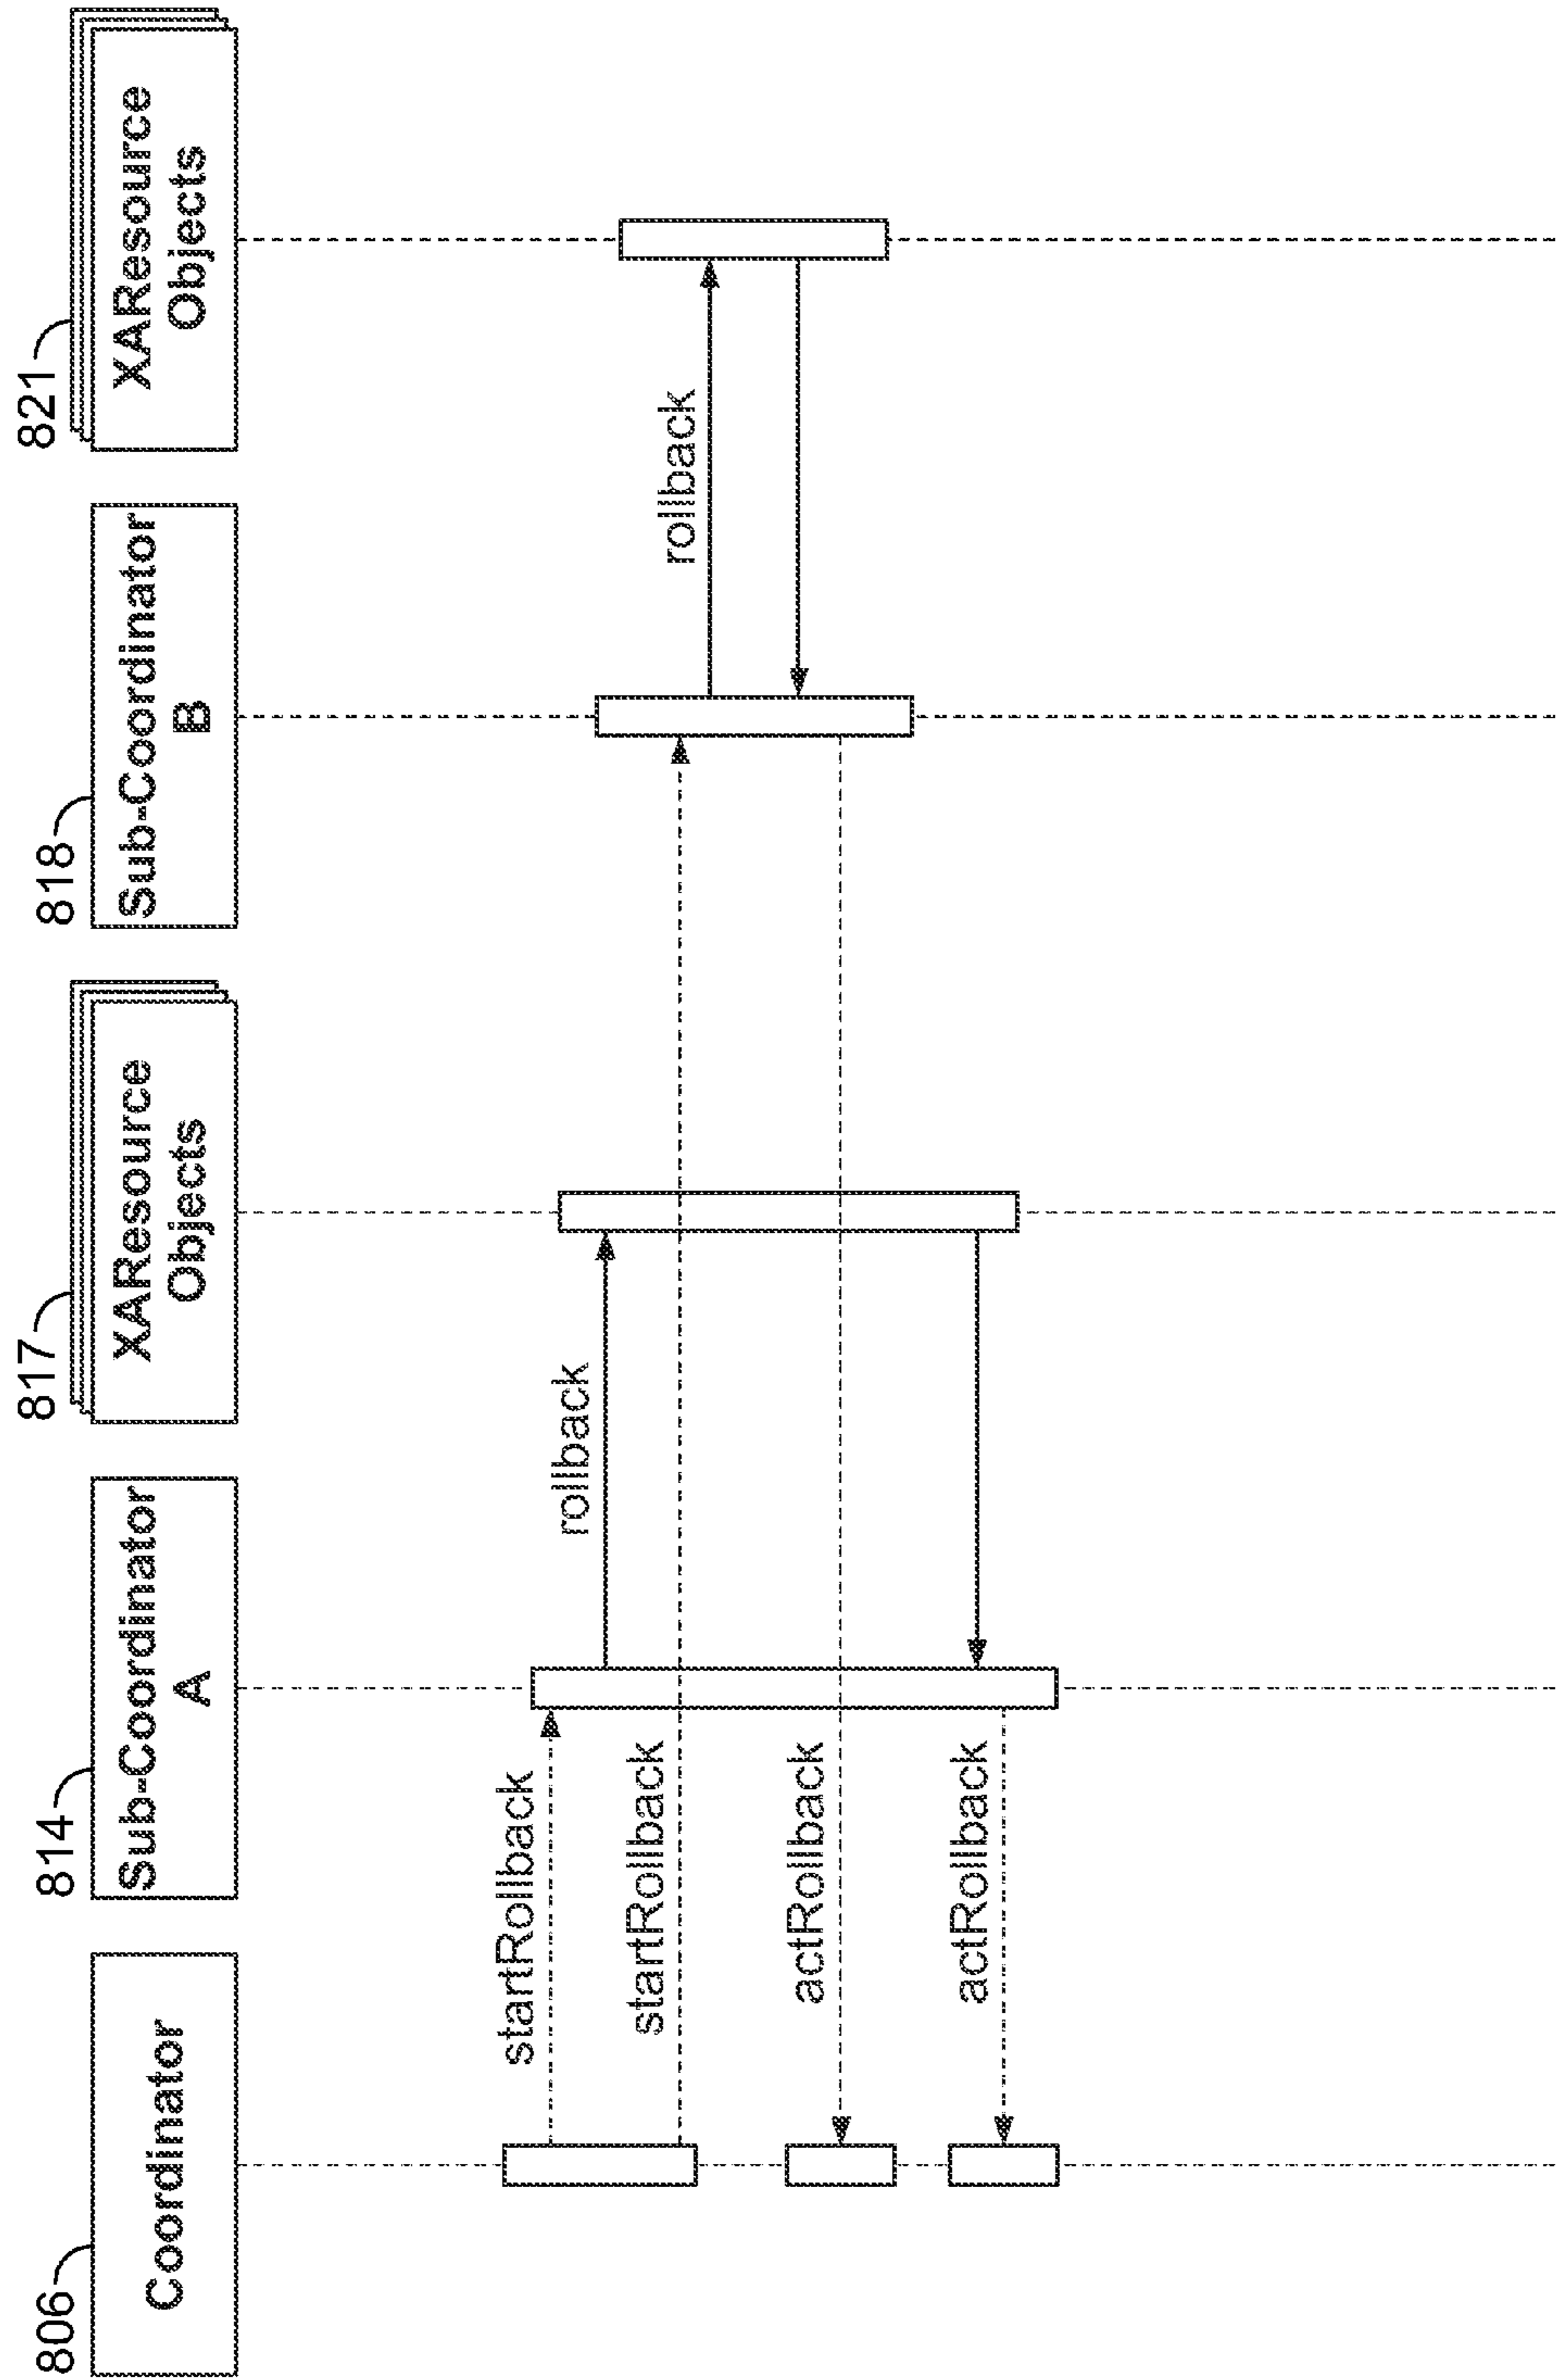 806
Coordinator
814
Sub-Coordinator
A
817
XAResource
Objects
818
Sub-Coordinator
B
821
XAResource
Objects
startRollback
rollback
startRollback
rollback
actRollback
actRollback